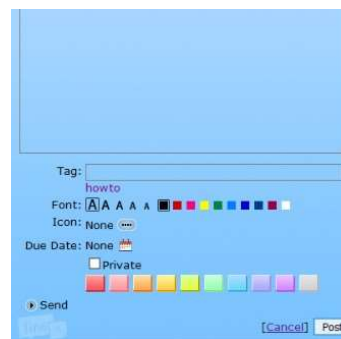 Tag:
howto
Font: A A A A A
Icon: None
Due Date: None
Private
Send
[Cancel] Post